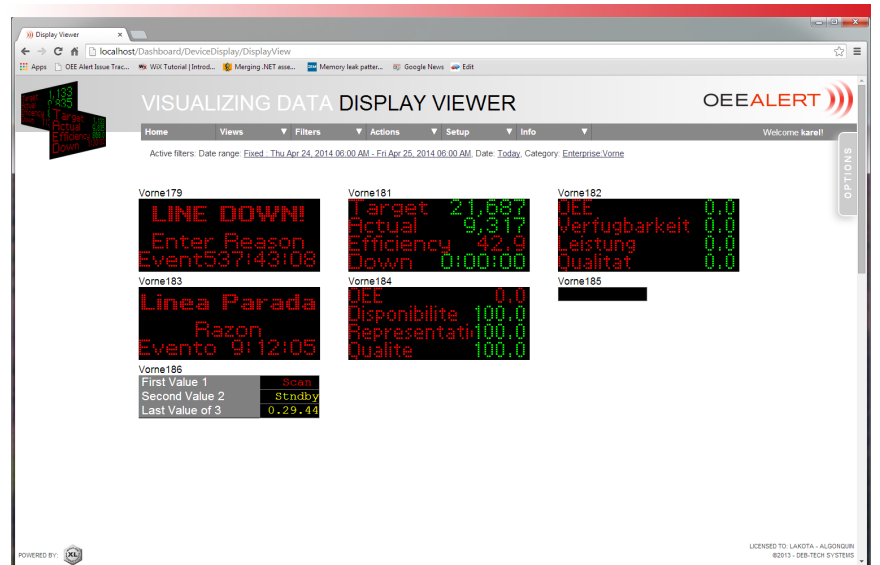 Display Viewer
localhost/Dashboard/DeviceDisplay/DisplayView
Apps OEE Alert Issue Trac... WiX Tutorial | Introd... Merging .NET asse... Memory leak patter... Google News Edit
VISUALIZING DATA DISPLAY VIEWER
OEEALERT
Home Views Filters Actions Setup Info
Welcome karel!
Active filters: Date range: Fixed : Thu Apr 24, 2014 06:00 AM - Fri Apr 25, 2014 06:00 AM, Date: Today, Category: Enterprise:Vorne
OPTIONS
Vorne179
LINE DOWN!
Enter Reason
Event537:43:08
Vorne181
Target 21,687
Actual 9,317
Efficiency 42.9
Down 0:00:00
Vorne182
OEE 0.0
Verfugbarkeit 0.0
Leistung 0.0
Qualitat 0.0
Vorne183
Linea Parada
Razon
Evento 9:12:05
Vorne184
OEE 0.0
Disponibilite 100.0
Representati 100.0
Qualite 100.0
Vorne185
Vorne186
First Value 1 Scan
Second Value 2 Stndby
Last Value of 3 0.29.44
POWERED BY: XL
LICENSED TO: LAKOTA - ALGONQUIN
©2013 - DEB-TECH SYSTEMS